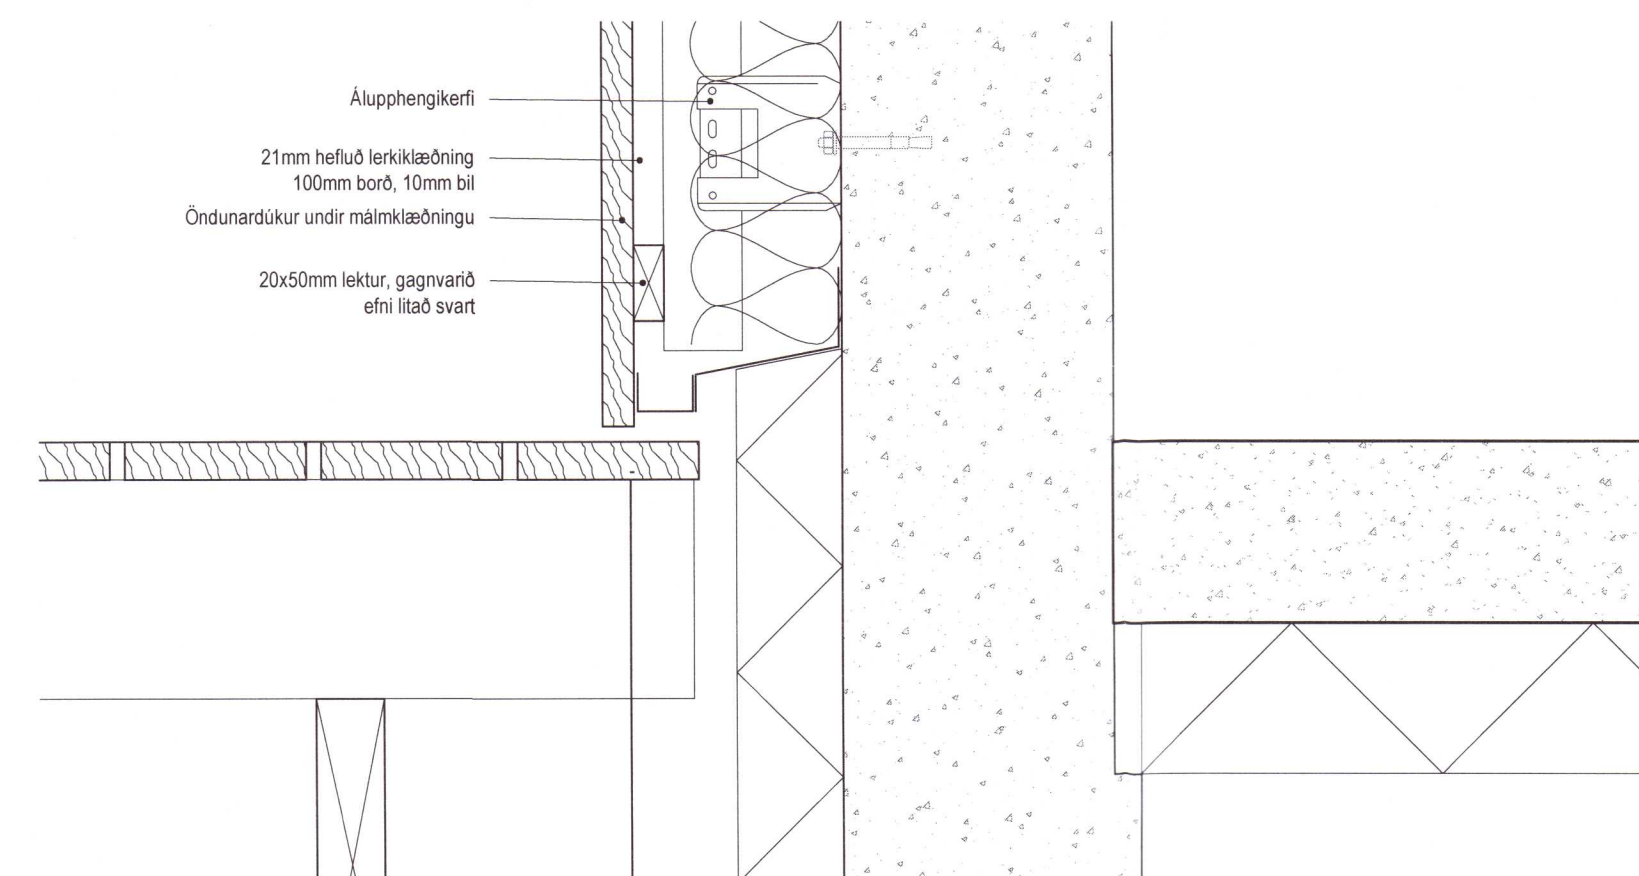 Álupphengikerfi
21mm hefluð lerkiklæðning
100mm borð, 10mm bil
Öndunardúkur undir málmklæðningu
20x50mm lektur, gagnvarið
efni litað svart